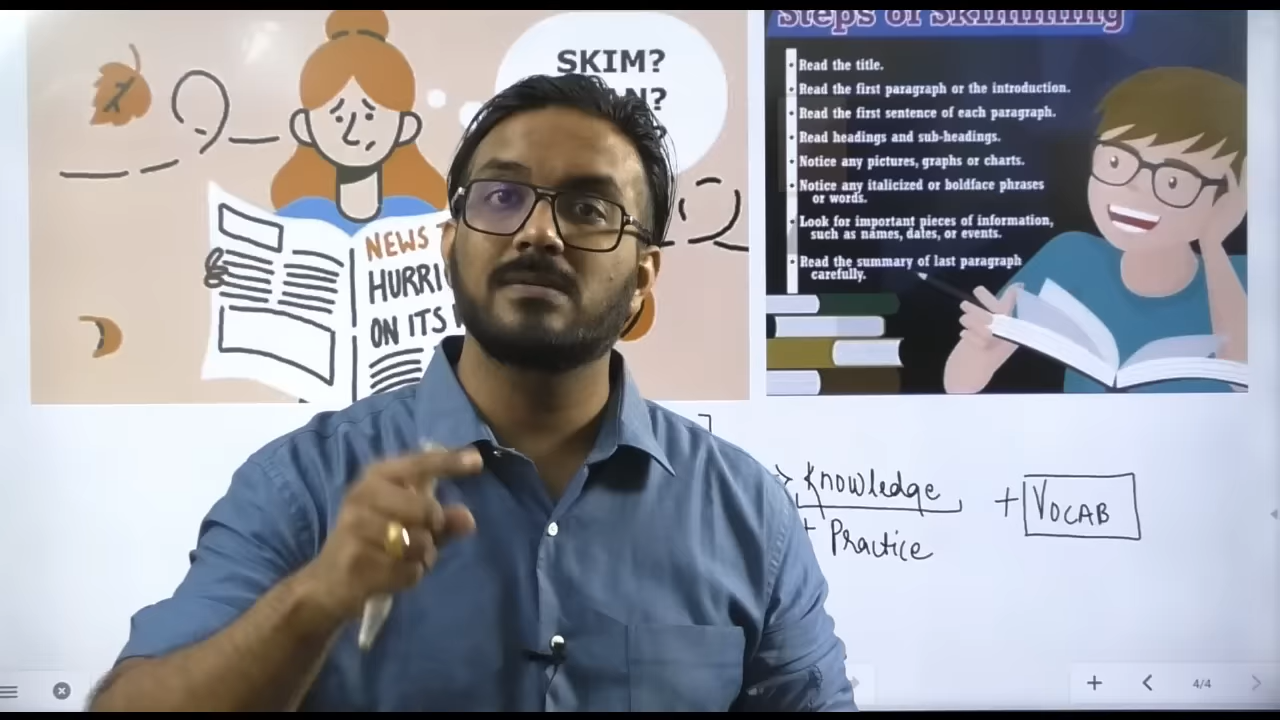 SKIM?
NEWS
HURRI
ON ITS
Steps of Skimming
• Read the title.
• Read the first paragraph or the introduction.
• Read the first sentence of each paragraph.
• Read headings and sub-headings.
• Notice any pictures, graphs or charts.
• Notice any italicized or boldface phrases
or words.
• Look for important pieces of information,
such as names, dates, or events.
• Read the summary of last paragraph
carefully.
Knowledge
+ Practice
+ VOCAB
4/4